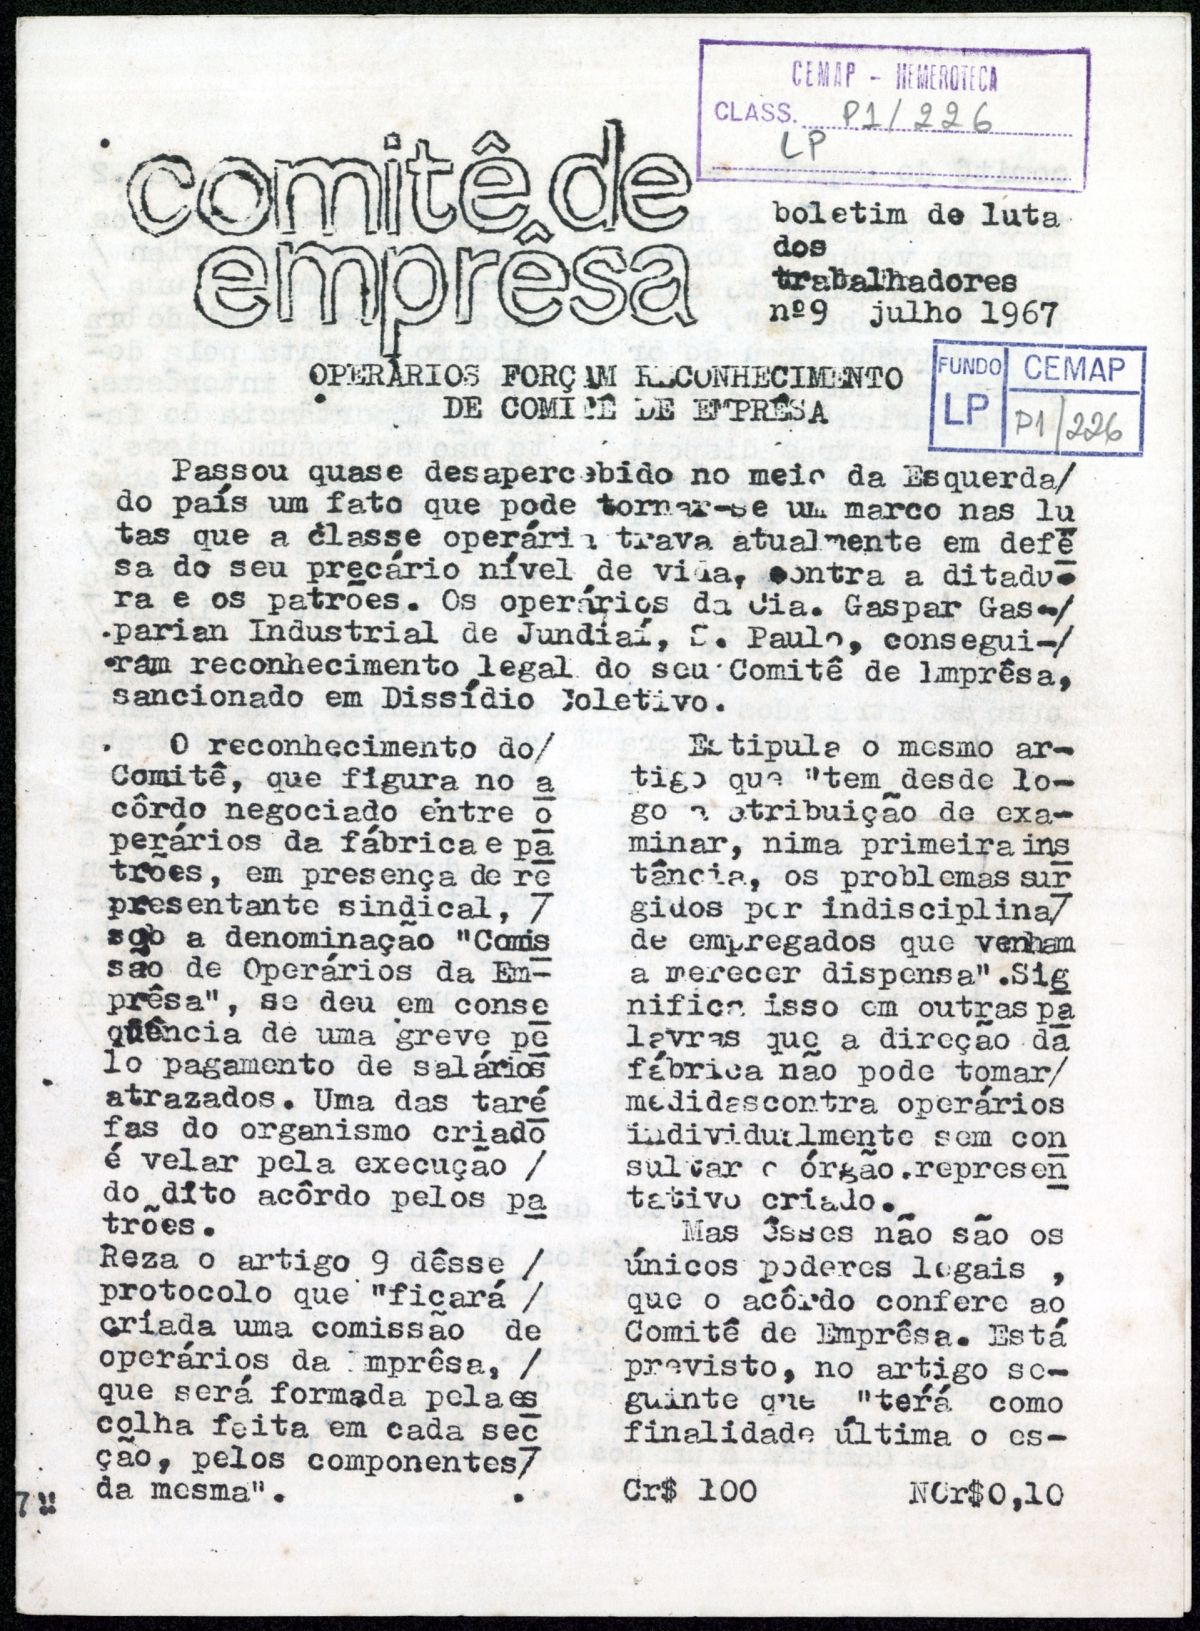 CEMAP - HEMEROTECA
CLASS. P1/226
LP
comitê de
emprêsa
boletim de luta
dos
trabalhadores
nº9 julho 1967
FUNDO
LP
CEMAP
P1/226
OPERÁRIOS FORÇAM RECONHECIMENTO
DE COMITÊ DE EMPRÊSA
Passou quase desapercebido no meio da Esquerda/
do país um fato que pode tornar-se um marco nas lu
tas que a classe operária trava atualmente em defe
sa do seu precário nível de vida, contra a ditadu-
ra e os patrões. Os operários da Cia. Gaspar Gas-/
parian Industrial de Jundiaí, S. Paulo, consegui-/
ram reconhecimento legal do seu Comitê de Emprêsa,
sancionado em Dissídio Coletivo.
O reconhecimento do/
Comitê, que figura no a
côrdo negociado entre o
perários da fábrica e pa
trões, em presença de re
presentante sindical, /
sob a denominação "Comis
são de Operários da Em-
prêsa", se deu em conse
qüência de uma greve pe
lo pagamento de salários
atrazados. Uma das taré
fas do organismo criado
é velar pela execução /
do dito acôrdo pelos pa
trões.
Reza o artigo 9 dêsse /
protocolo que "ficará /
criada uma comissão de
operários da Emprêsa, /
que será formada pela es
colha feita em cada sec
ção, pelos componentes/
da mesma".
Estipula o mesmo ar-
tigo que "tem desde lo-
go a atribuição de exa-
minar, nima primeira ins
tância, os problemas sur
gidos por indisciplina/
de empregados que venham
a merecer dispensa". Sig
nifica isso em outras pa
lavras que a direção da
fábrica não pode tomar/
medidas contra operários
individualmente sem con
sultar o órgão represen
tativo criado.
Mas êsses não são os
únicos poderes legais ,
que o acôrdo confere ao
Comitê de Emprêsa. Está
previsto, no artigo se-
guinte que "terá como
finalidade última o es-
Cr$ 100 NCr$0,10